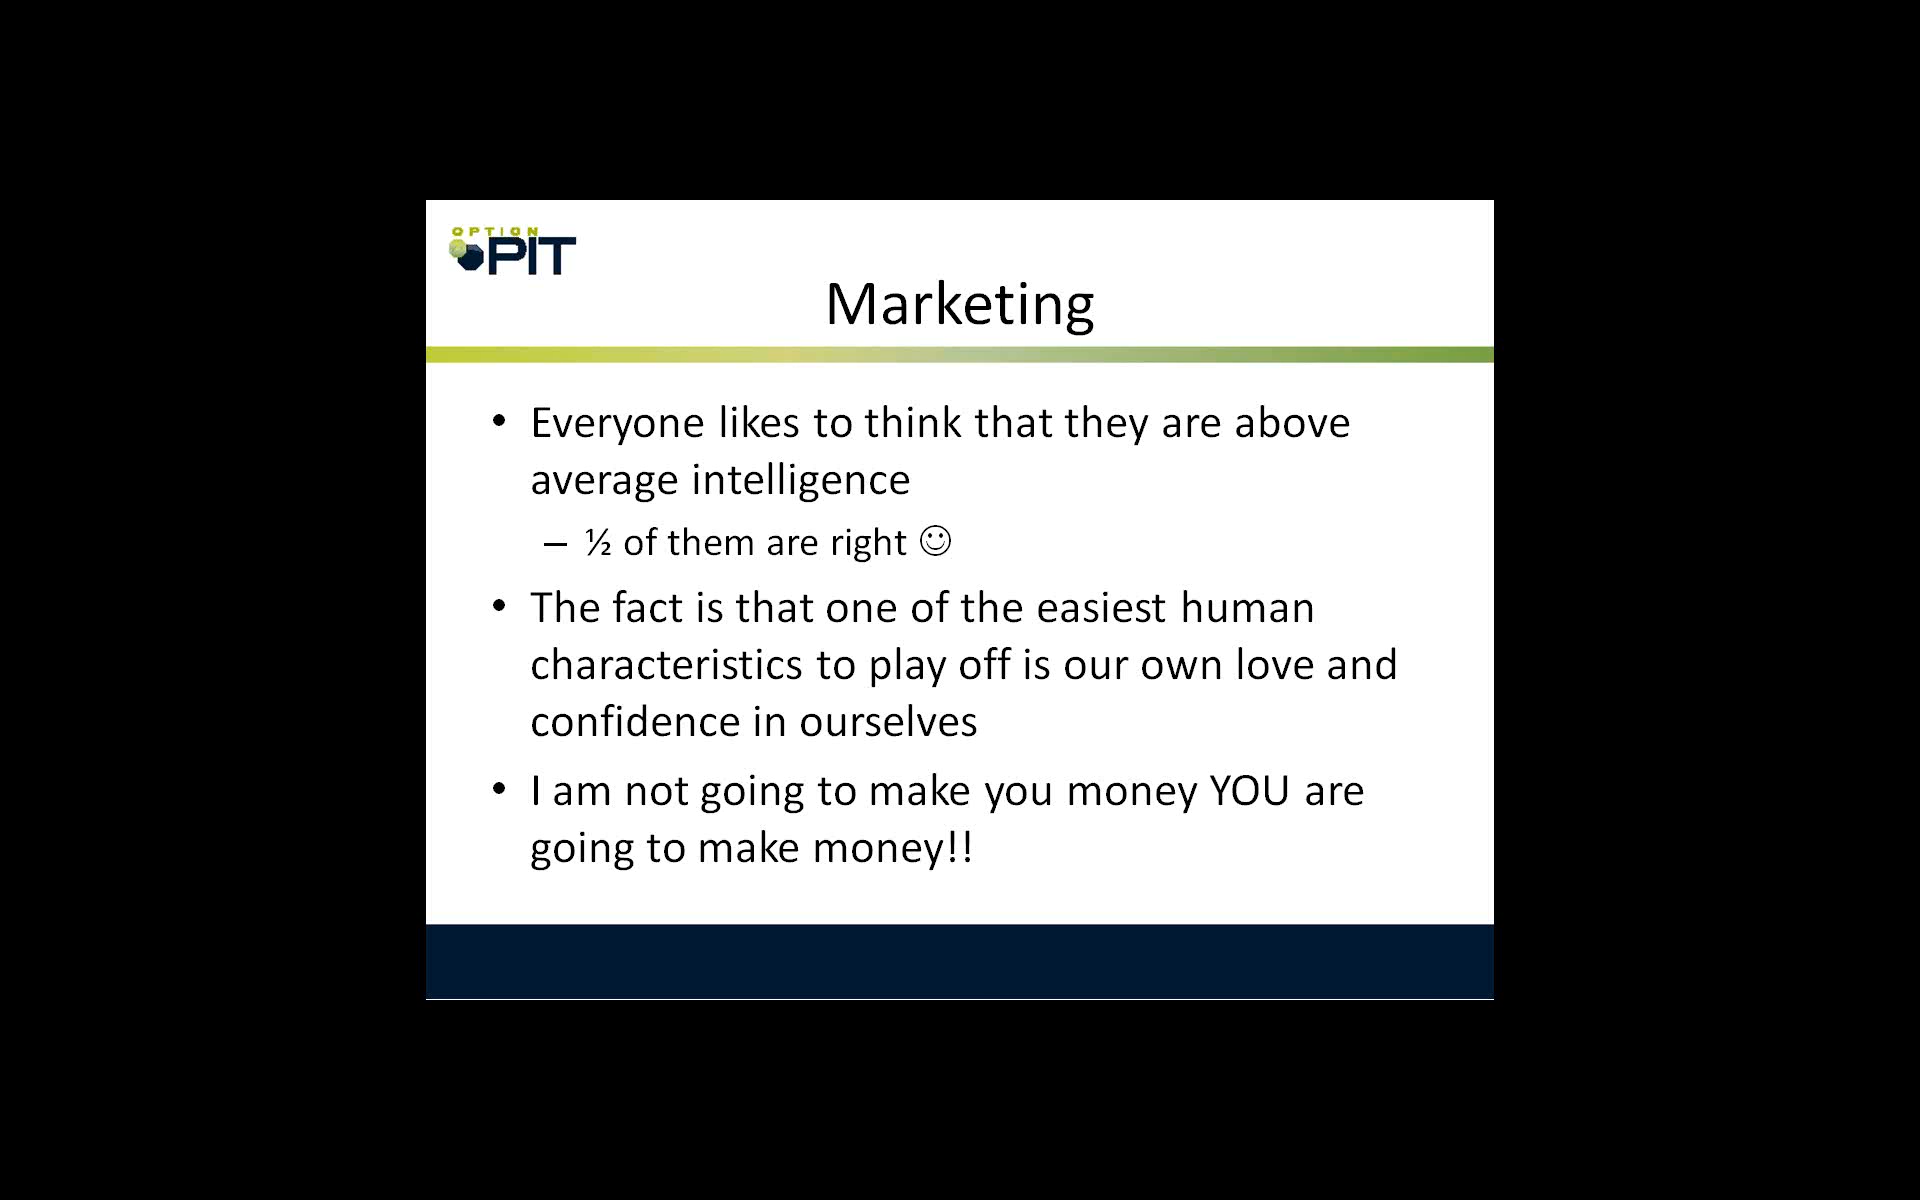 OPTION
PIT
Marketing
• Everyone likes to think that they are above
average intelligence
– ½ of them are right ☺
• The fact is that one of the easiest human
characteristics to play off is our own love and
confidence in ourselves
• I am not going to make you money YOU are
going to make money!!